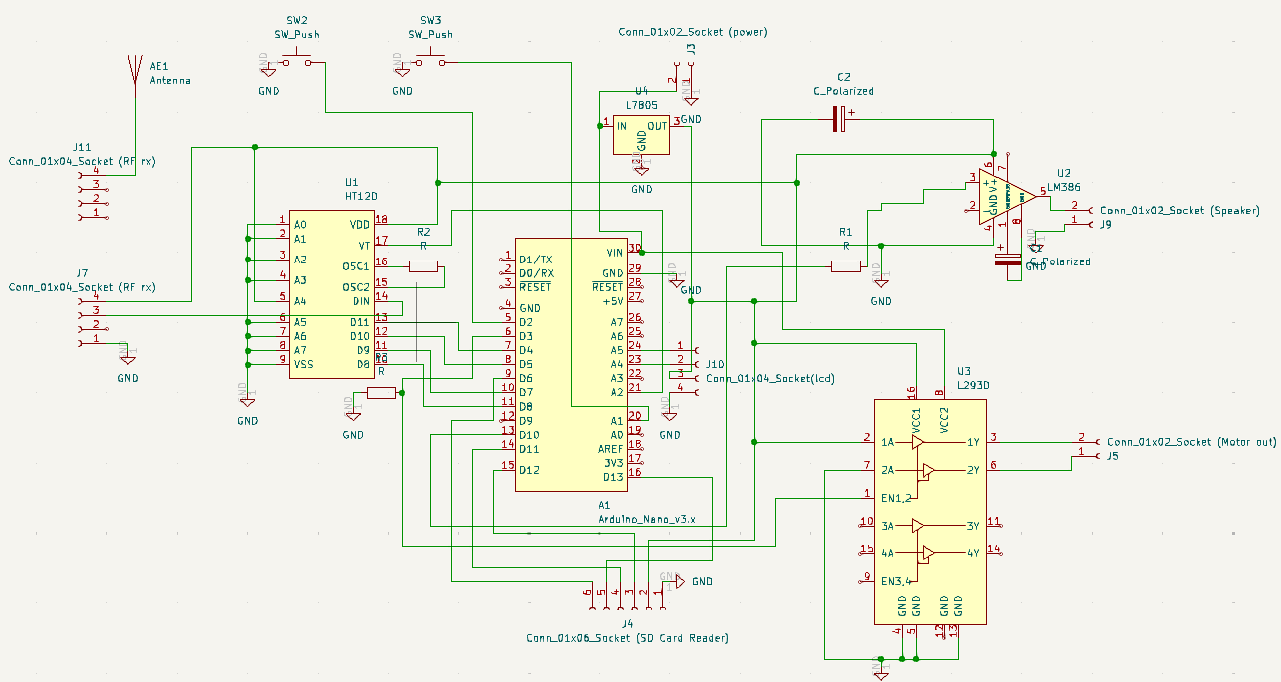 SW2
SW_Push
GND
SW3
SW_Push
GND
Conn_01x02_Socket (power)
J3
2
1
GND
AE1
Antenna
U4
L7805
1 IN OUT 3
GND
2
GND
C2
C_Polarized
J11
Conn_01x04_Socket (RF rx)
4
3
2
1
U1
HT12D
1 A0 VDD 18
2 A1 VT 17
3 A2 OSC1 16
4 A3 OSC2 15
5 A4 DIN 14
6 A5 D11 13
7 A6 D10 12
8 A7 D9 11
9 VSS D8 10
GND
R2
R
R3
R
GND
J7
Conn_01x04_Socket (RF rx)
4
3
2
1
GND
1 D1/TX VIN 30
2 D0/RX GND 29
3 RESET RESET 28
4 GND +5V 27
5 D2 A7 26
6 D3 A6 25
7 D4 A5 24
8 D5 A4 23
9 D6 A3 22
10 D7 A2 21
11 D8 A1 20
12 D9 A0 19
13 D10 AREF 18
14 D11 3V3 17
15 D12 D13 16
A1
Arduino_Nano_v3.x
GND
1
2
3
4
J10
Conn_01x04_Socket(lcd)
GND
R1
R
GND
U2
LM386
3
2
6
7
5
4
1
8
GND
V+
2
1
Conn_01x02_Socket (Speaker)
J9
GND
C_Polarized
U3
L293D
16 VCC1
8 VCC2
2 1A 1Y 3
7 2A 2Y 6
1 EN1,2
10 3A 3Y 11
15 4A 4Y 14
9 EN3,4
GND GND GND GND
4 5 12 13
GND
2
1
Conn_01x02_Socket (Motor out)
J5
6 5 4 3 2 1
GND
J4
Conn_01x06_Socket (SD Card Reader)